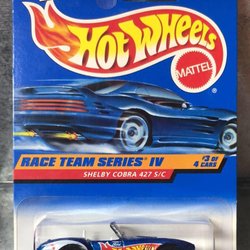 HOT WHEELS
MATTEL
RACE TEAM SERIES IV
#3 OF
4 CARS
SHELBY COBRA 427 S/C